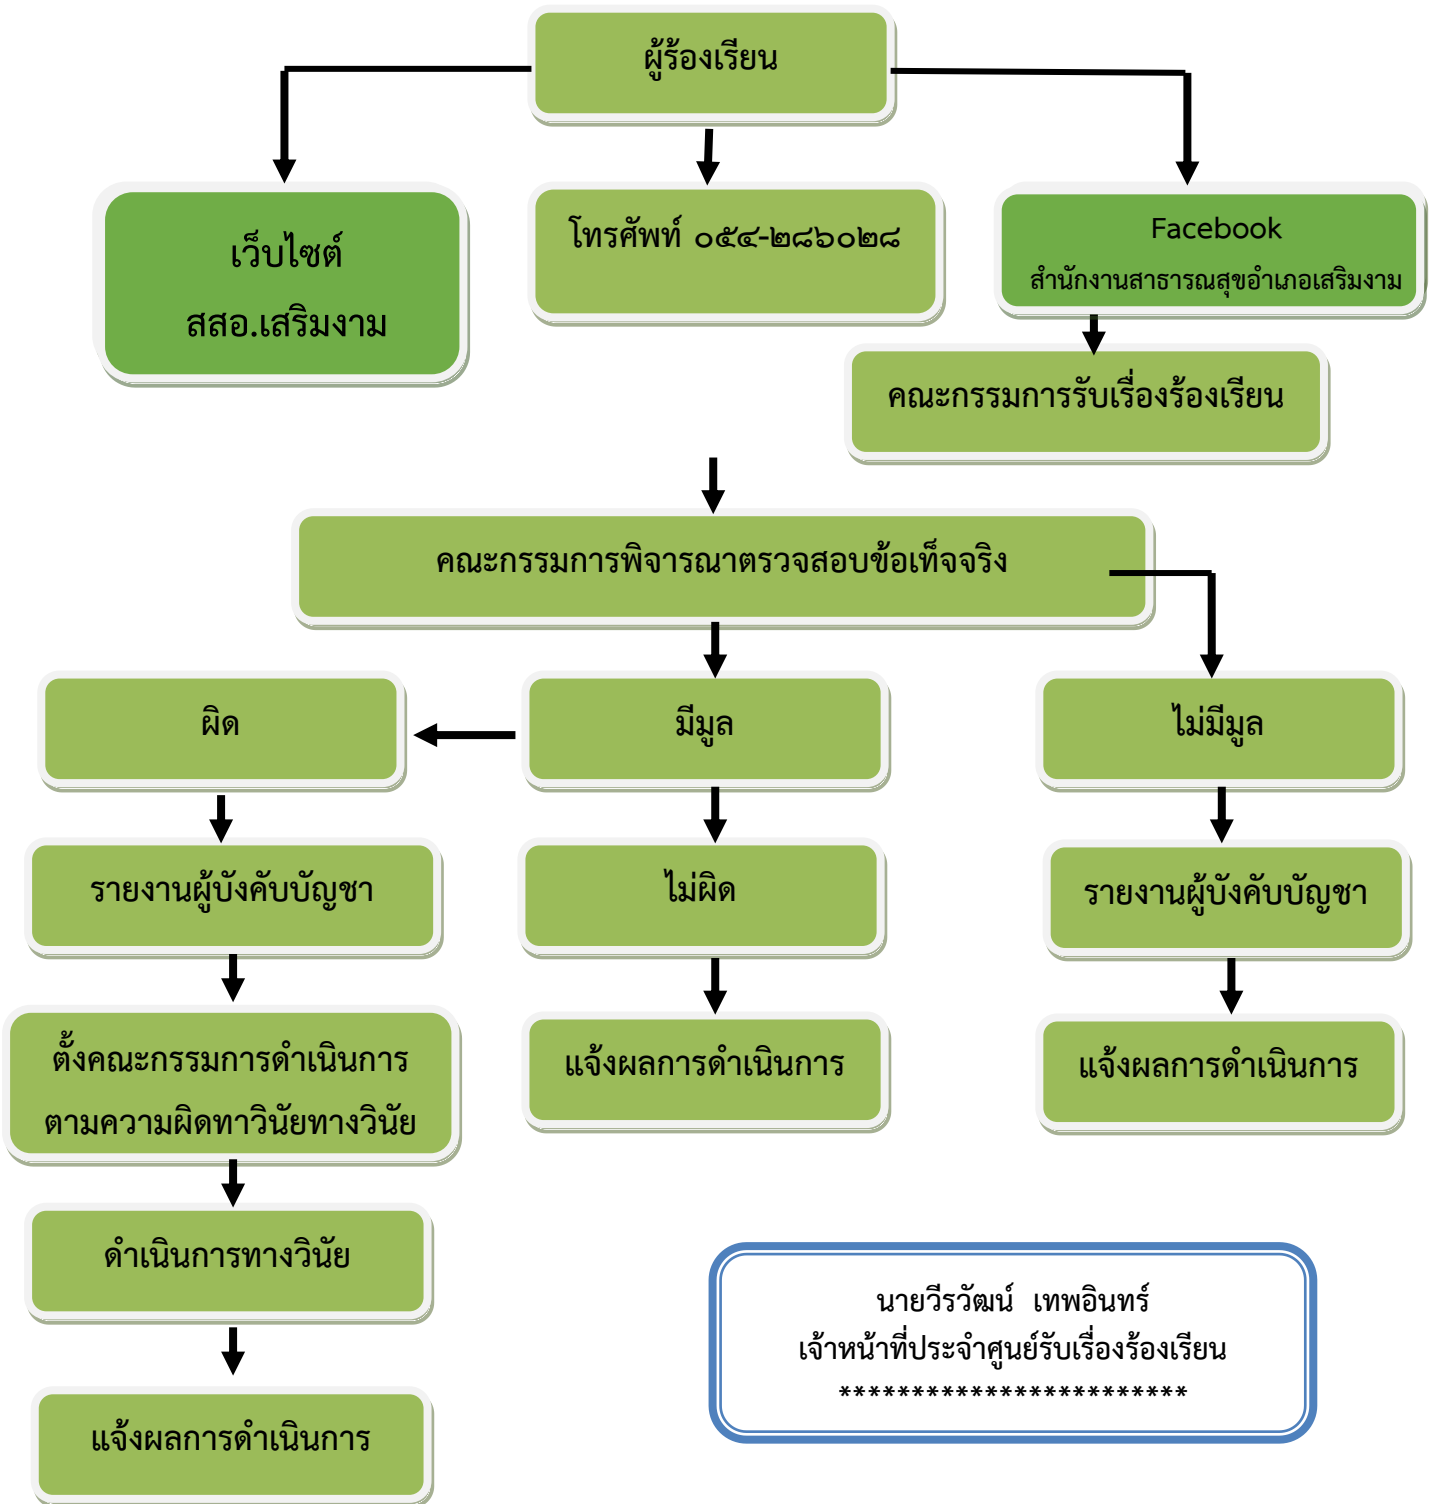 ผู้ร้องเรียน
เว็บไซต์
สสอ.เสริมงาม
โทรศัพท์ ๐๕๔-๒๘๖๐๒๘
Facebook
สำนักงานสาธารณสุขอำเภอเสริมงาม
คณะกรรมการรับเรื่องร้องเรียน
คณะกรรมการพิจารณาตรวจสอบข้อเท็จจริง
ผิด
มีมูล
ไม่มีมูล
รายงานผู้บังคับบัญชา
ไม่ผิด
รายงานผู้บังคับบัญชา
ตั้งคณะกรรมการดำเนินการ
ตามความผิดทาวินัยทางวินัย
แจ้งผลการดำเนินการ
แจ้งผลการดำเนินการ
ดำเนินการทางวินัย
แจ้งผลการดำเนินการ
นายวีรวัฒน์ เทพอินทร์
เจ้าหน้าที่ประจำศูนย์รับเรื่องร้องเรียน
************************